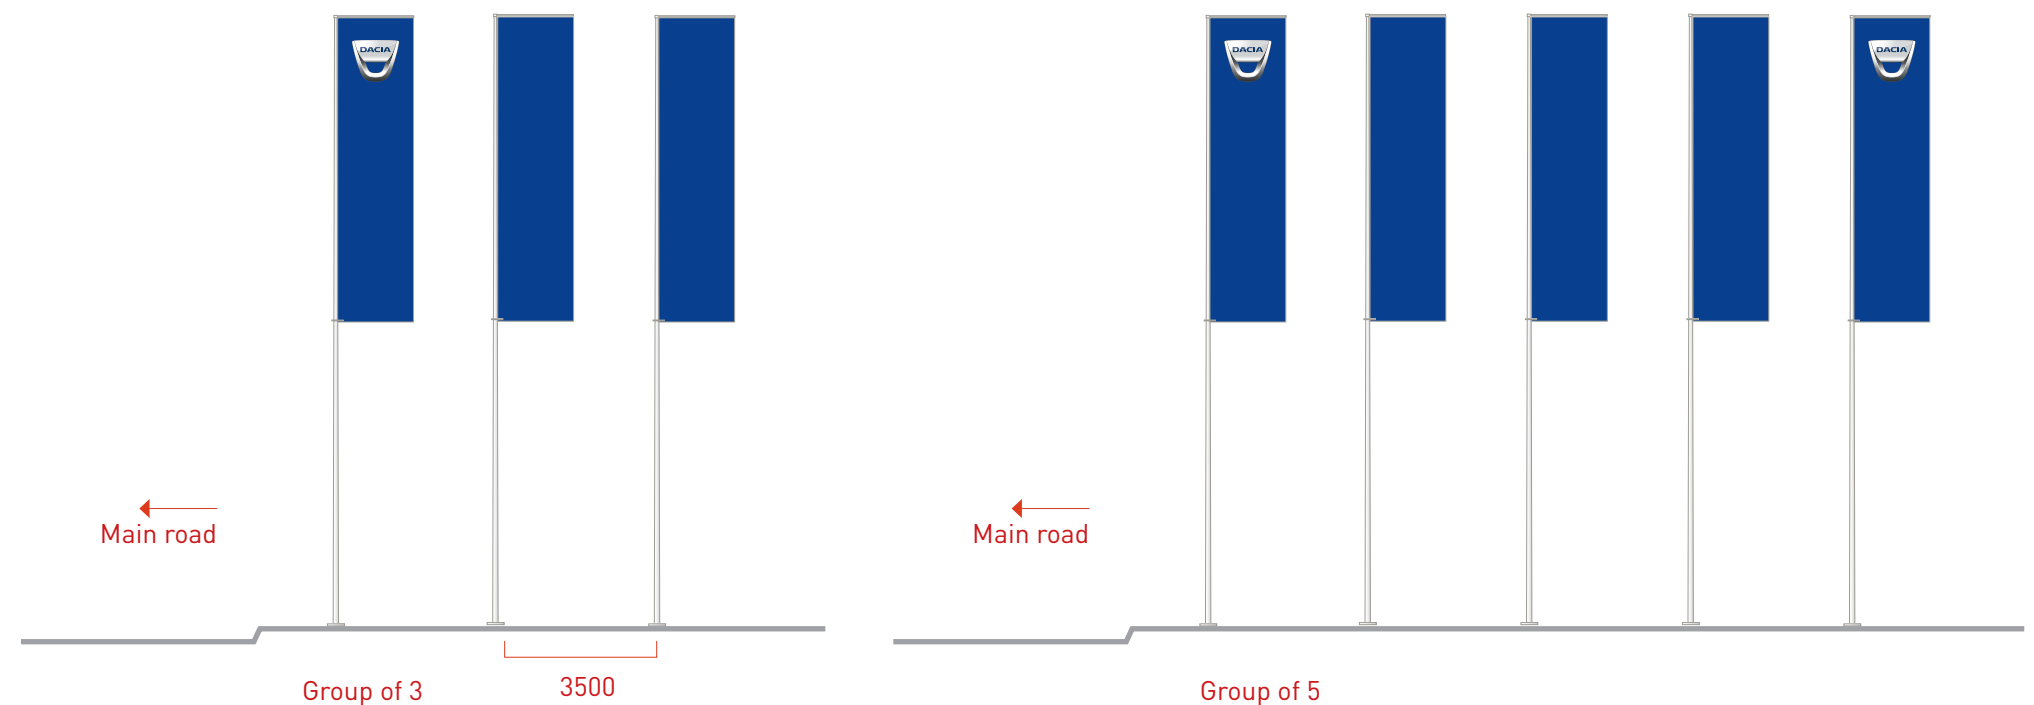 DACIA
DACIA
DACIA
Main road
Main road
Group of 3
3500
Group of 5